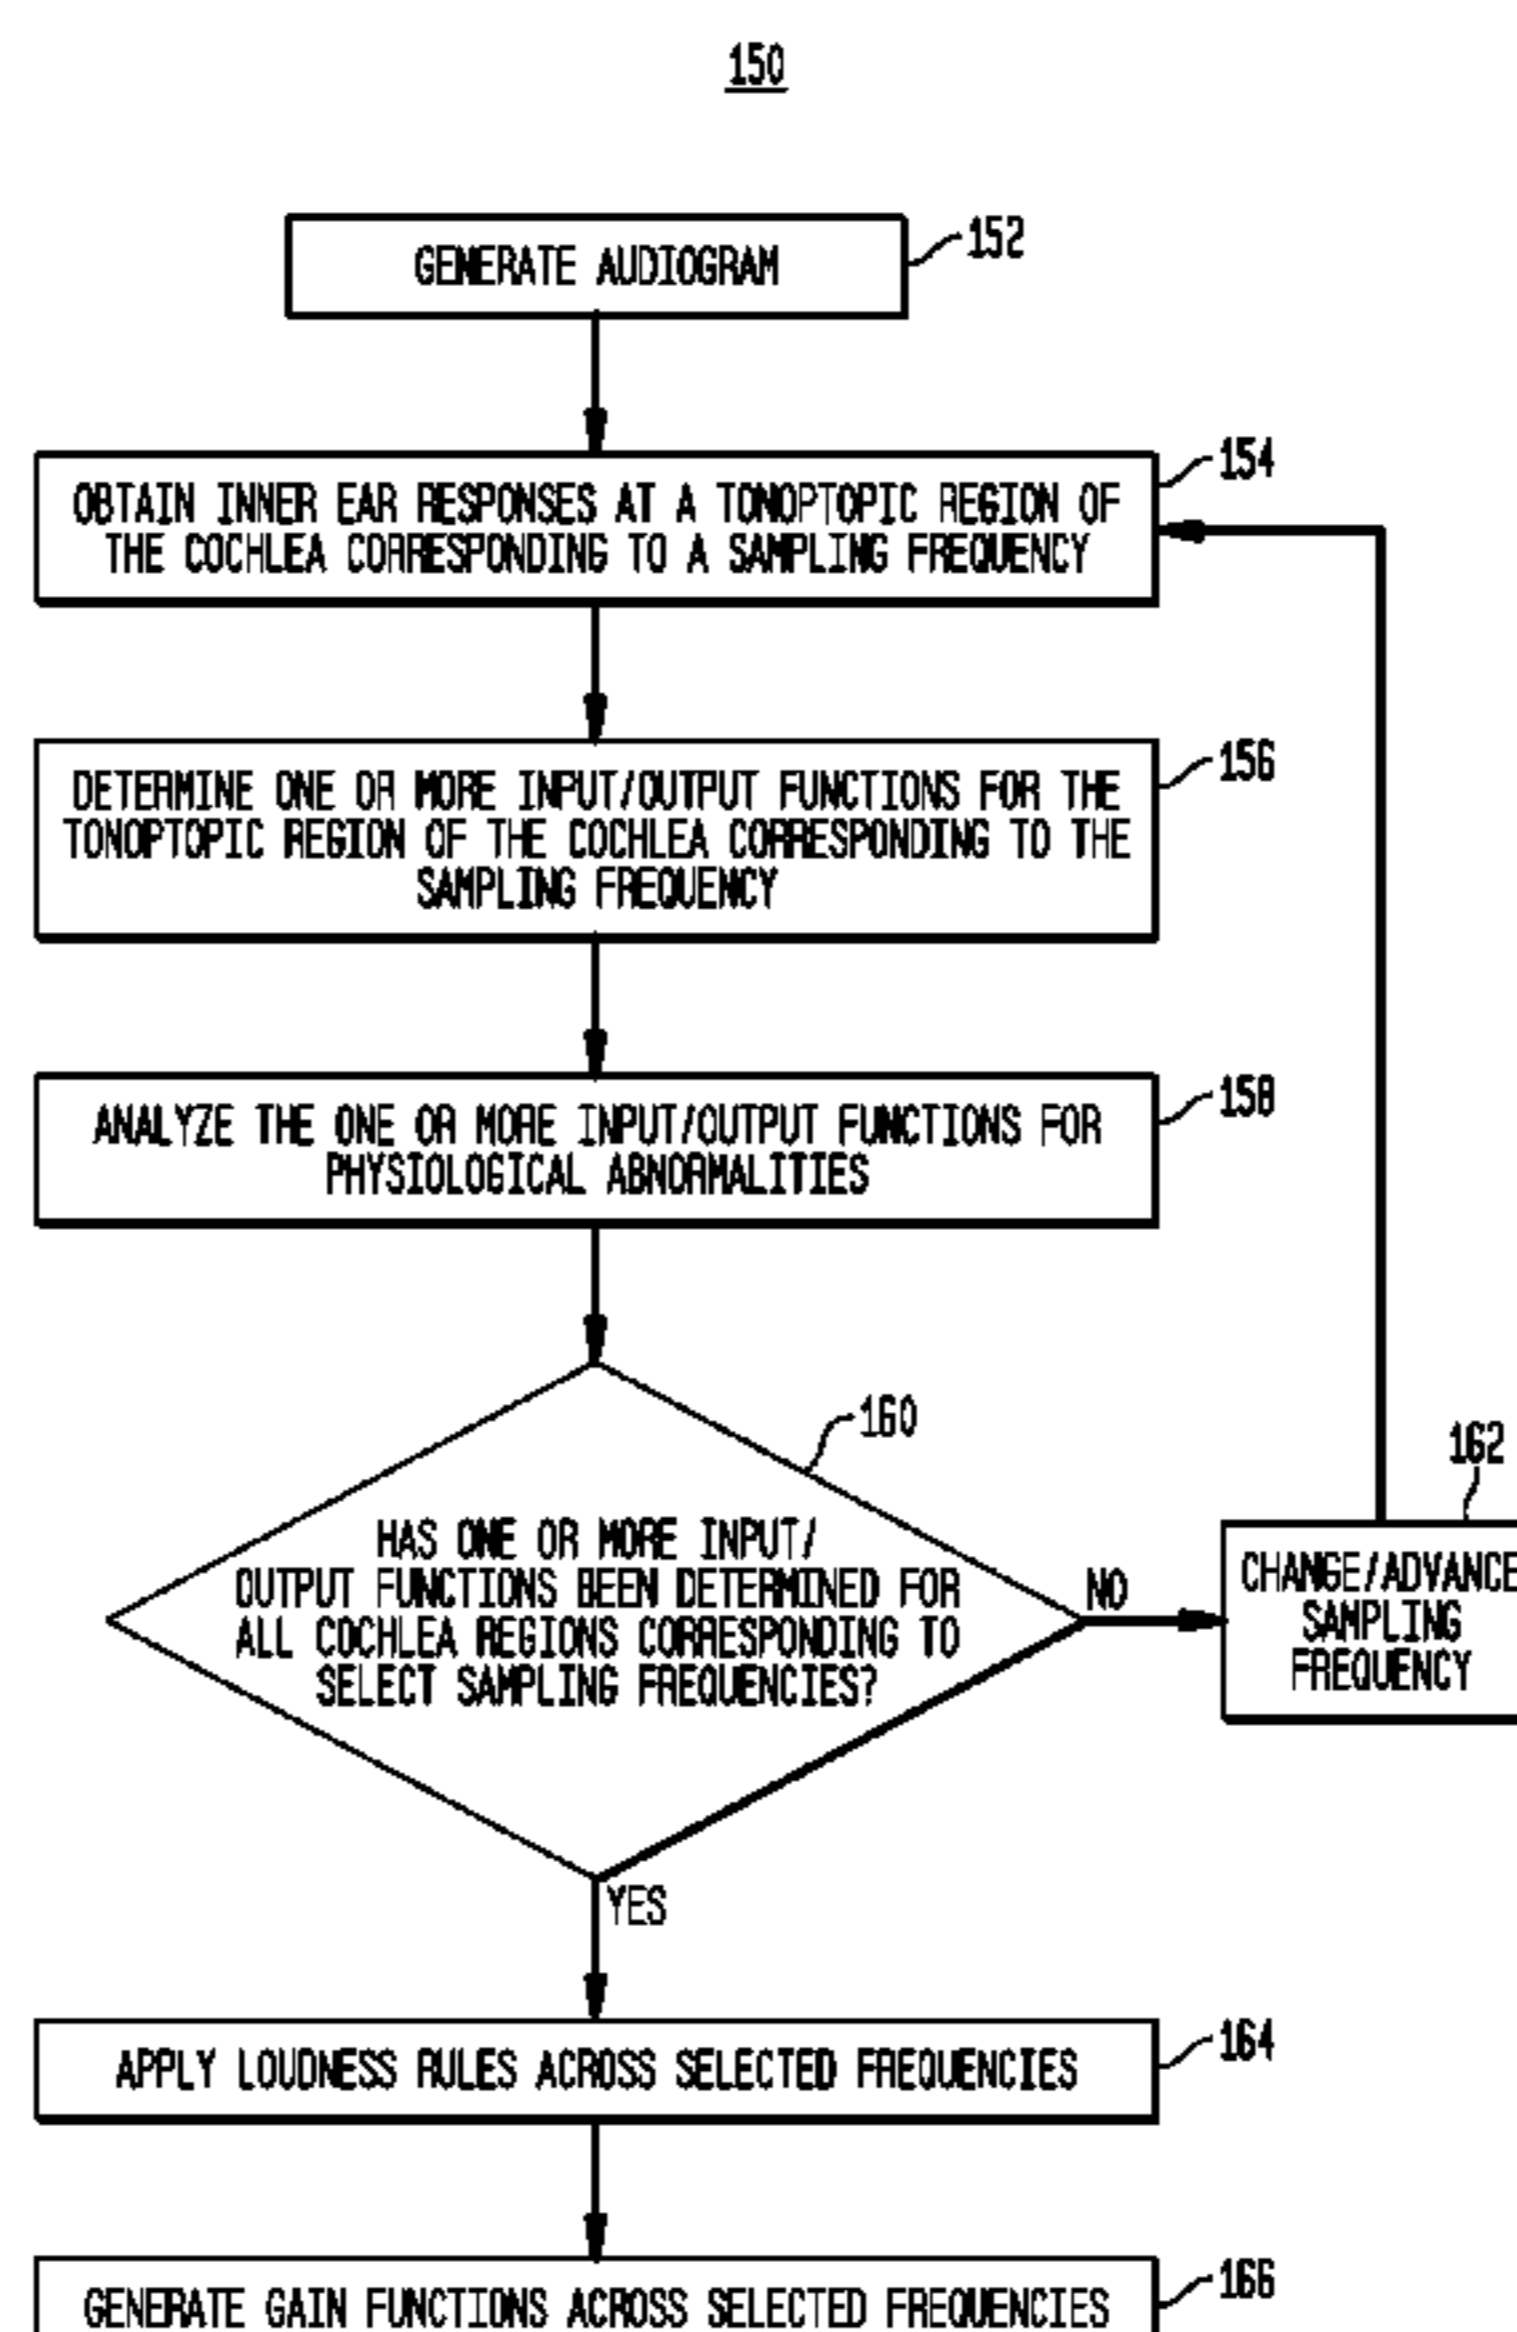 150
GENERATE AUDIOGRAM
152
OBTAIN INNER EAR RESPONSES AT A TONOPTOPIC REGION OF
THE COCHLEA CORRESPONDING TO A SAMPLING FREQUENCY
154
DETERMINE ONE OR MORE INPUT/OUTPUT FUNCTIONS FOR THE
TONOPTOPIC REGION OF THE COCHLEA CORRESPONDING TO THE
SAMPLING FREQUENCY
156
ANALYZE THE ONE OR MORE INPUT/OUTPUT FUNCTIONS FOR
PHYSIOLOGICAL ABNORMALITIES
158
HAS ONE OR MORE INPUT/
OUTPUT FUNCTIONS BEEN DETERMINED FOR
ALL COCHLEA REGIONS CORRESPONDING TO
SELECT SAMPLING FREQUENCIES?
160
NO
162
CHANGE/ADVANCE
SAMPLING
FREQUENCY
YES
APPLY LOUDNESS RULES ACROSS SELECTED FREQUENCIES
164
GENERATE GAIN FUNCTIONS ACROSS SELECTED FREQUENCIES
166